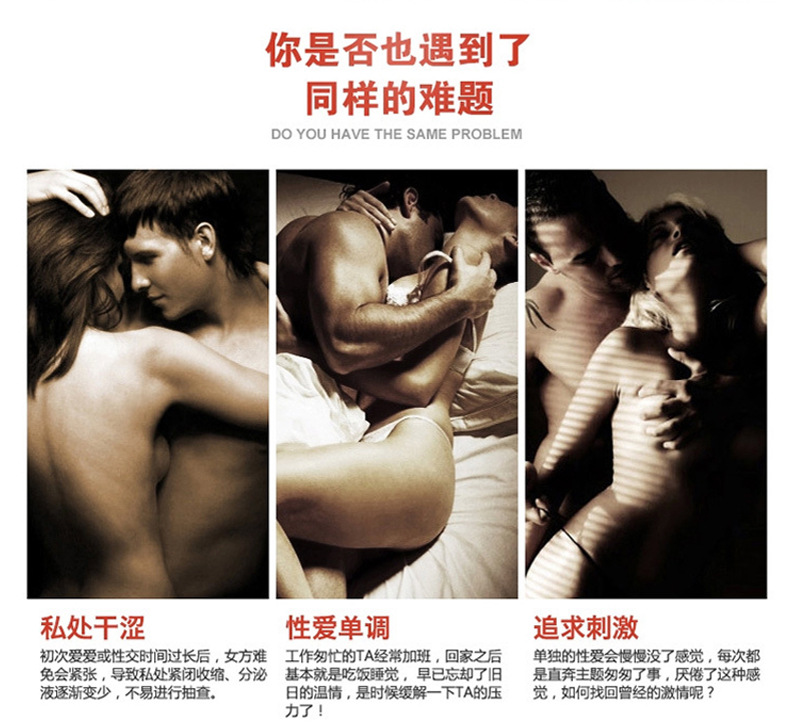 你是否也遇到了
同样的难题
DO YOU HAVE THE SAME PROBLEM
私处干涩
初次爱爱或性交时间过长后，女方难
免会紧张，导致私处紧闭收缩、分泌
液逐渐变少，不易进行抽查。
性爱单调
工作匆忙的TA经常加班，回家之后
基本就是吃饭睡觉， 早已忘却了旧
日的温情，是时候缓解一下TA的压
力了！
追求刺激
单独的性爱会慢慢没了感觉，每次都
是直奔主题匆匆了事，厌倦了这种感
觉，如何找回曾经的激情呢？